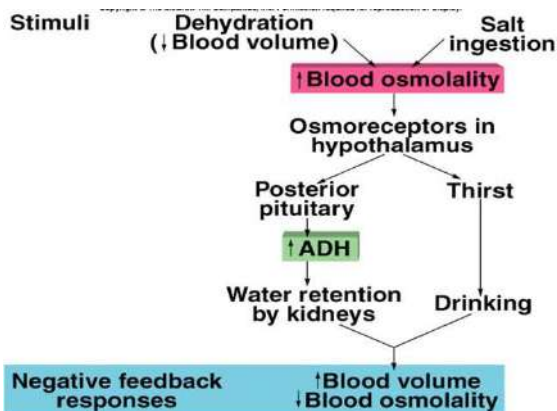 Stimuli
Dehydration
(↓Blood volume)
Salt
ingestion
↑Blood osmolality
Osmoreceptors in
hypothalamus
Posterior
pituitary
Thirst
↑ADH
Water retention
by kidneys
Drinking
Negative feedback
responses
↑Blood volume
↓Blood osmolality